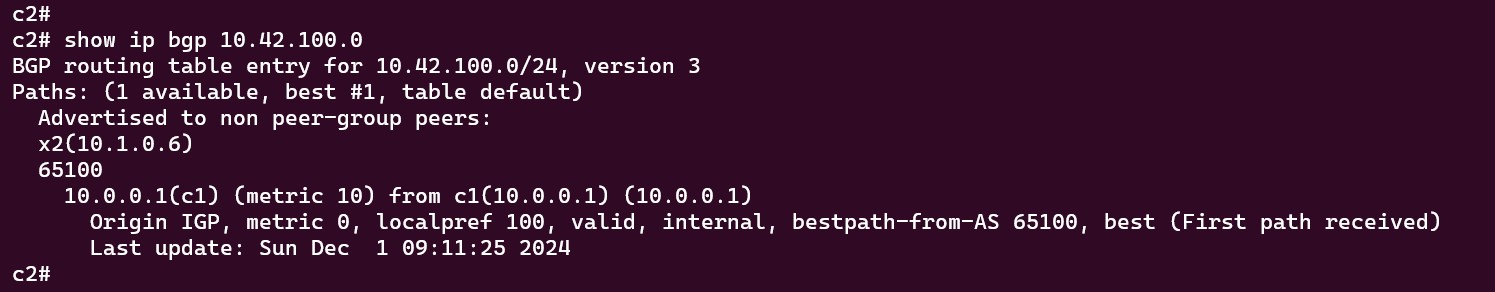 c2#
c2# show ip bgp 10.42.100.0
BGP routing table entry for 10.42.100.0/24, version 3
Paths: (1 available, best #1, table default)
  Advertised to non peer-group peers:
  x2(10.1.0.6)
  65100
    10.0.0.1(c1) (metric 10) from c1(10.0.0.1) (10.0.0.1)
      Origin IGP, metric 0, localpref 100, valid, internal, bestpath-from-AS 65100, best (First path received)
      Last update: Sun Dec  1 09:11:25 2024
c2#